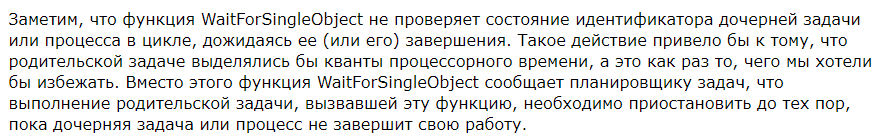 Заметим, что функция WaitForSingleObject не проверяет состояние идентификатора дочерней задачи
или процесса в цикле, дожидаясь ее (или его) завершения. Такое действие привело бы к тому, что
родительской задаче выделялись бы кванты процессорного времени, а это как раз то, чего мы хотели
бы избежать. Вместо этого функция WaitForSingleObject сообщает планировщику задач, что
выполнение родительской задачи, вызвавшей эту функцию, необходимо приостановить до тех пор,
пока дочерняя задача или процесс не завершит свою работу.